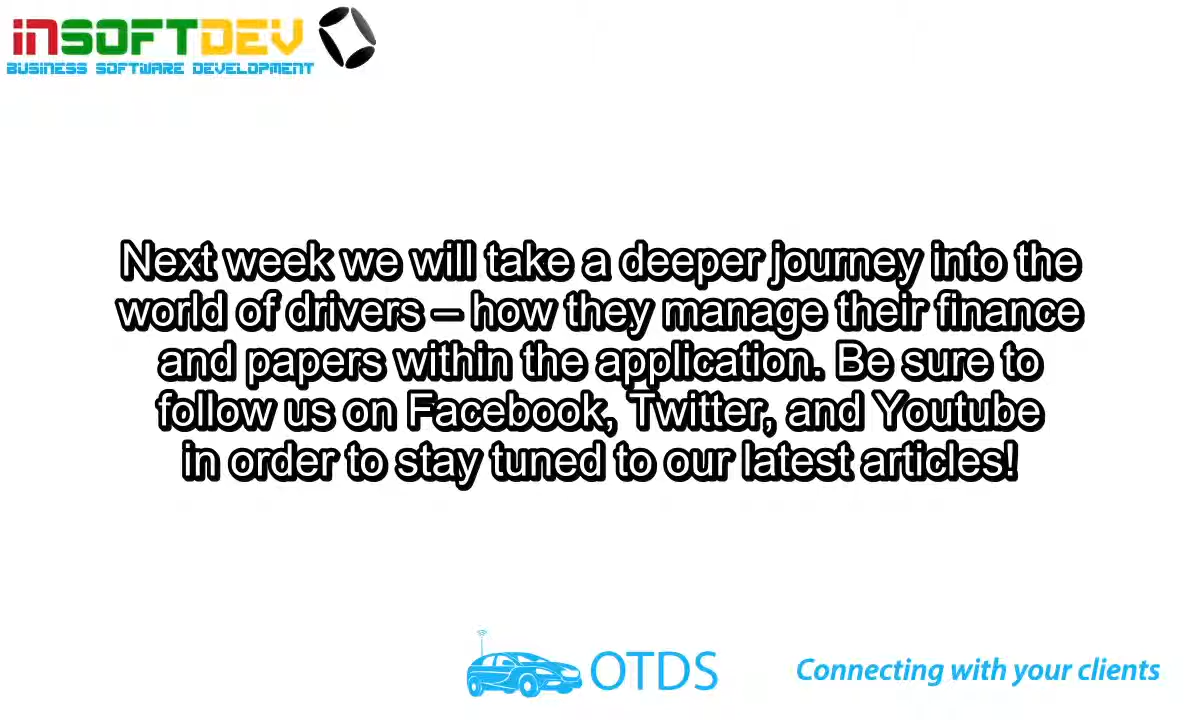 INSOFTDEV
BUSINESS SOFTWARE DEVELOPMENT
Next week we will take a deeper journey into the
world of drivers – how they manage their finance
and papers within the application. Be sure to
follow us on Facebook, Twitter, and Youtube
in order to stay tuned to our latest articles!
OTDS
Connecting with your clients